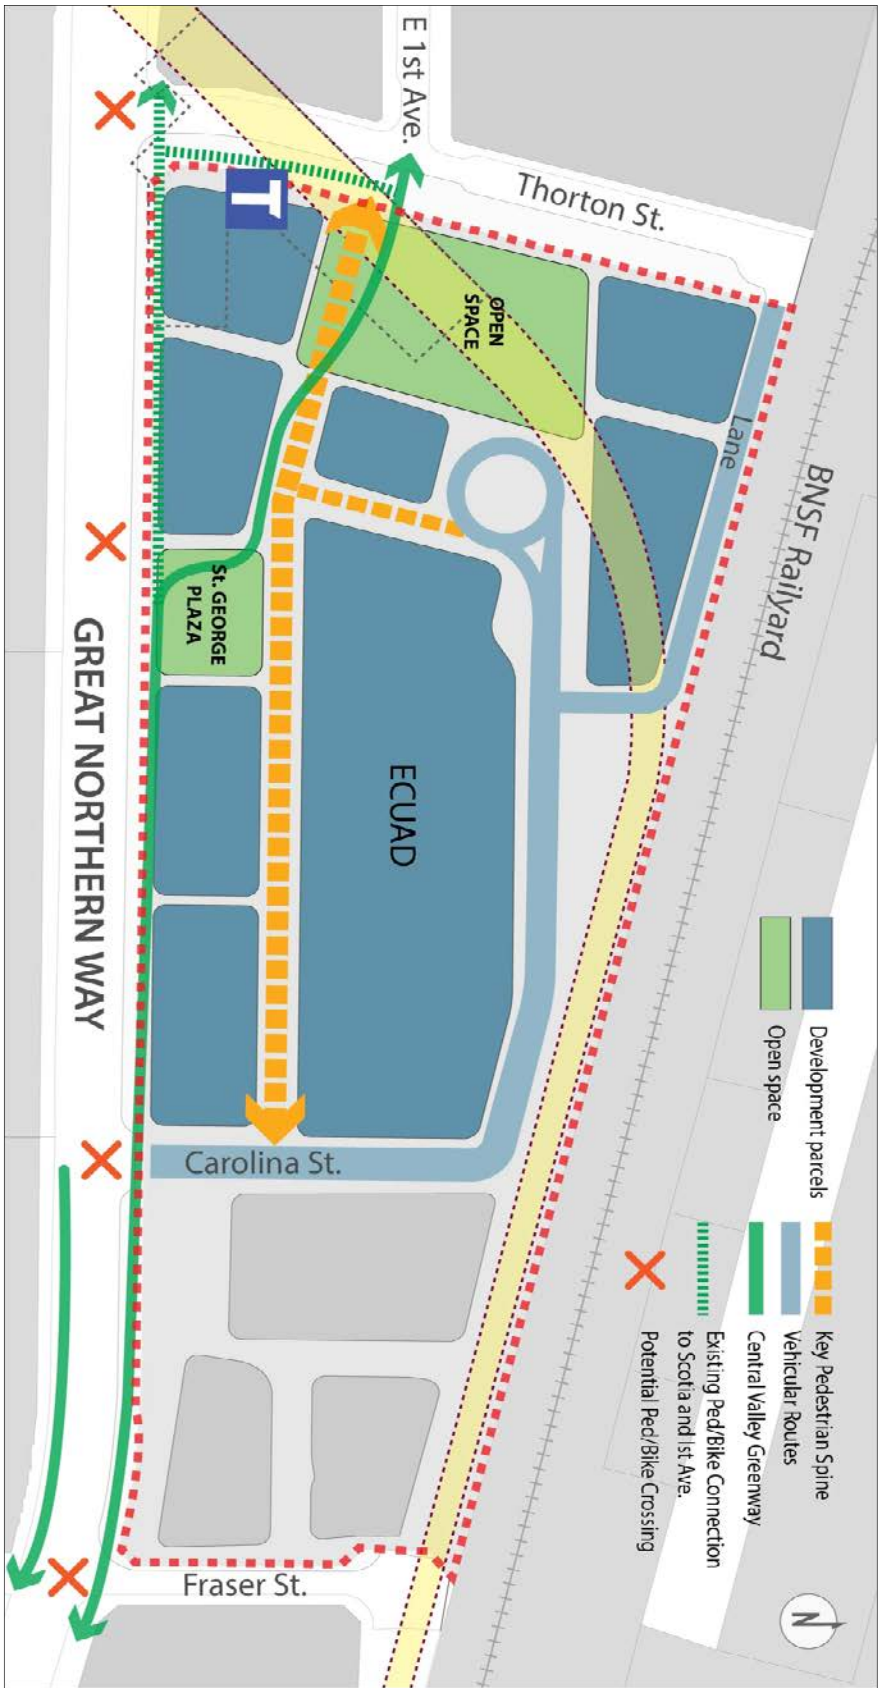 E 1st Ave.
Thorton St.
T
OPEN
SPACE
Lane
BNSF Railyard
St. GEORGE
PLAZA
GREAT NORTHERN WAY
ECUAD
Carolina St.
Fraser St.
Development parcels
Open space
Key Pedestrian Spine
Vehicular Routes
Central Valley Greenway
Existing Ped/Bike Connection
to Scotia and Ist Ave.
Potential Ped/Bike Crossing
N